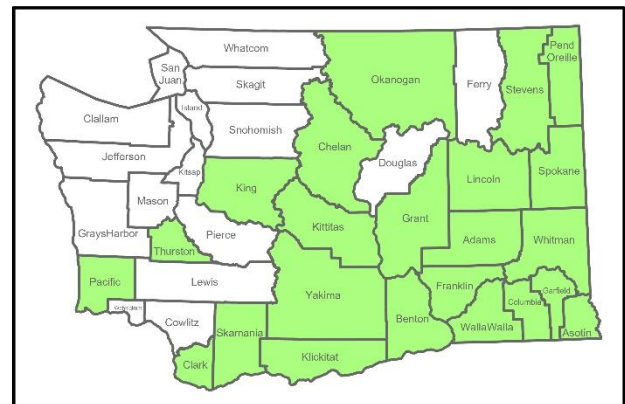 Whatcom
Pend
Oreille
San
Juan
Okanogan
Ferry
Stevens
Skagit
Island
Clallam
Snohomish
Chelan
Douglas
Jefferson
Kitsap
Lincoln
Spokane
King
Mason
Grant
Kittitas
GraysHarbor
Pierce
Adams
Whitman
Thurston
Pacific
Lewis
Yakima
Franklin
Garfield
Columbia
Benton
WallaWalla
Asotin
Cowlitz
Skamania
Klickitat
Clark